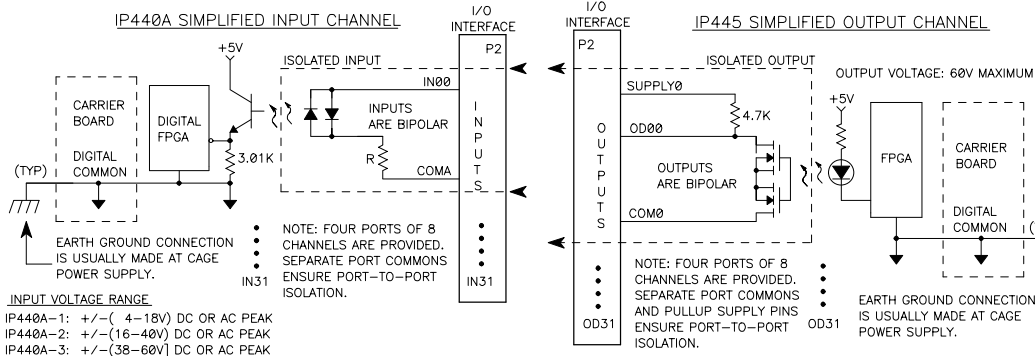 IP440A SIMPLIFIED INPUT CHANNEL
I/O
INTERFACE
P2
+5V
ISOLATED INPUT
IN00
CARRIER
BOARD
DIGITAL
FPGA
INPUTS
ARE BIPOLAR
INPUTS
3.01K
R
COMA
DIGITAL
COMMON
(TYP)
EARTH GROUND CONNECTION
IS USUALLY MADE AT CAGE
POWER SUPPLY.
IN31
NOTE: FOUR PORTS OF 8
CHANNELS ARE PROVIDED.
SEPARATE PORT COMMONS
ENSURE PORT-TO-PORT
ISOLATION.
IN31
INPUT VOLTAGE RANGE
IP440A-1: +/-( 4-18V) DC OR AC PEAK
IP440A-2: +/-(16-40V) DC OR AC PEAK
IP440A-3: +/-(38-60V] DC OR AC PEAK
I/O
INTERFACE
P2
IP445 SIMPLIFIED OUTPUT CHANNEL
ISOLATED OUTPUT
OUTPUT VOLTAGE: 60V MAXIMUM
SUPPLY0
4.7K
+5V
OD00
OUTPUTS
OUTPUTS
ARE BIPOLAR
FPGA
CARRIER
BOARD
COM0
DIGITAL
COMMON
(
NOTE: FOUR PORTS OF 8
CHANNELS ARE PROVIDED.
SEPARATE PORT COMMONS
AND PULLUP SUPPLY PINS
ENSURE PORT-TO-PORT
ISOLATION.
OD31
OD31
EARTH GROUND CONNECTION
IS USUALLY MADE AT CAGE
POWER SUPPLY.